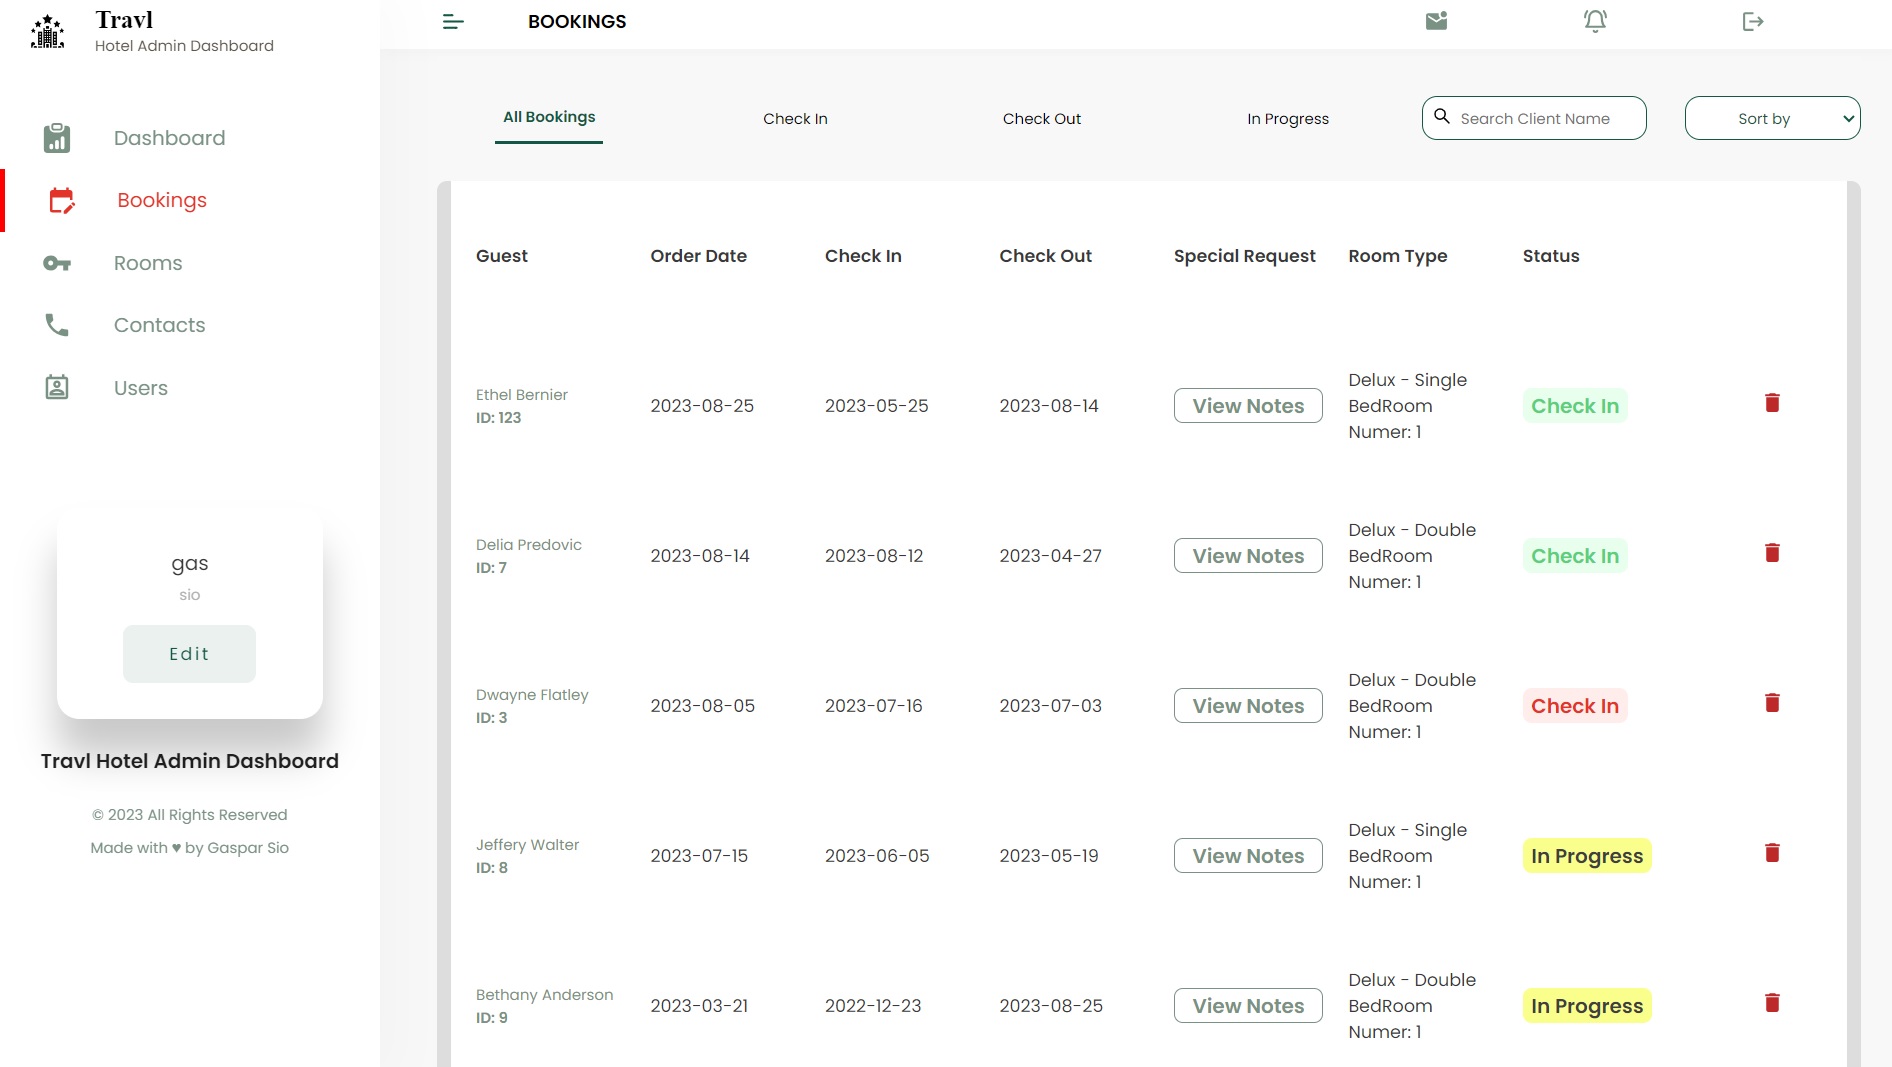 Travl
Hotel Admin Dashboard
BOOKINGS
Dashboard
Bookings
Rooms
Contacts
Users
gas
sio
Edit
Travl Hotel Admin Dashboard
© 2023 All Rights Reserved
Made with ♥ by Gaspar Sio
All Bookings
Check In
Check Out
In Progress
Search Client Name
Sort by
Guest Order Date Check In Check Out Special Request Room Type Status
Ethel Bernier
ID: 123
2023-08-25
2023-05-25
2023-08-14
View Notes
Delux - Single
BedRoom
Numer: 1
Check In
Delia Predovic
ID: 7
2023-08-14
2023-08-12
2023-04-27
View Notes
Delux - Double
BedRoom
Numer: 1
Check In
Dwayne Flatley
ID: 3
2023-08-05
2023-07-16
2023-07-03
View Notes
Delux - Double
BedRoom
Numer: 1
Check In
Jeffery Walter
ID: 8
2023-07-15
2023-06-05
2023-05-19
View Notes
Delux - Single
BedRoom
Numer: 1
In Progress
Bethany Anderson
ID: 9
2023-03-21
2022-12-23
2023-08-25
View Notes
Delux - Double
BedRoom
Numer: 1
In Progress